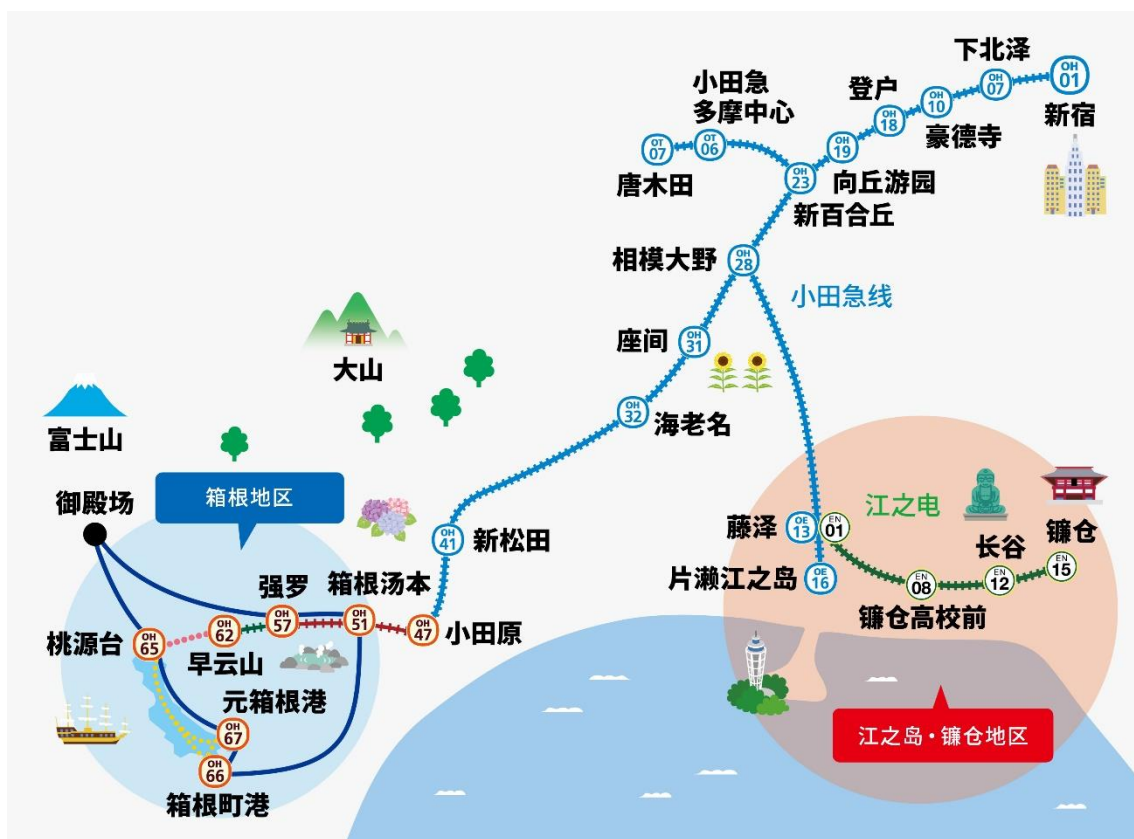 下北泽
OH
07
OH
01
新宿
登户
OH
18
OH
10
豪德寺
小田急
多摩中心
OT
07
OT
06
唐木田
OH
19
向丘游园
OH
23
新百合丘
相模大野
OH
28
小田急线
座间
OH
31
OH
32
海老名
大山
富士山
箱根地区
御殿场
OH
41
新松田
藤泽
OE
13
EN
01
江之电
片濑江之岛
OE
16
长谷
镰仓
EN
08
EN
12
EN
15
镰仓高校前
强罗
箱根汤本
桃源台
OH
65
OH
62
OH
57
OH
51
OH
47
小田原
早云山
元箱根港
OH
67
OH
66
箱根町港
江之岛・镰仓地区